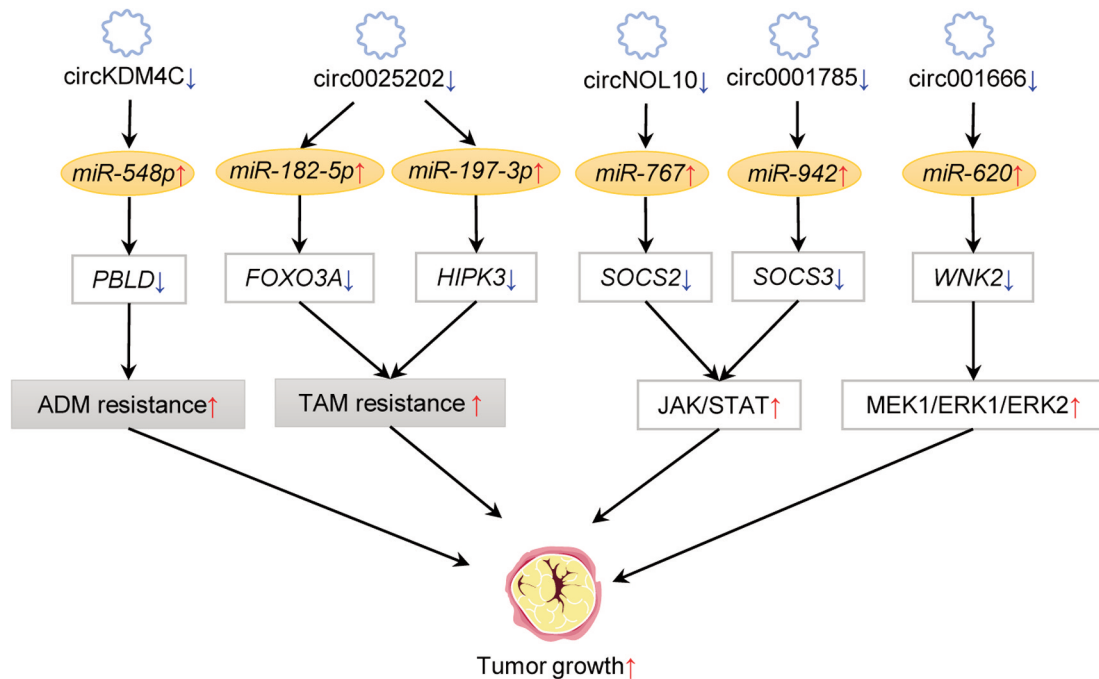 circKDM4C↓
circ0025202↓
circNOL10↓
circ0001785↓
circ001666↓
miR-548p↑
miR-182-5p↑
miR-197-3p↑
miR-767↑
miR-942↑
miR-620↑
PBLD↓
FOXO3A↓
HIPK3↓
SOCS2↓
SOCS3↓
WNK2↓
ADM resistance↑
TAM resistance ↑
JAK/STAT↑
MEK1/ERK1/ERK2↑
Tumor growth↑